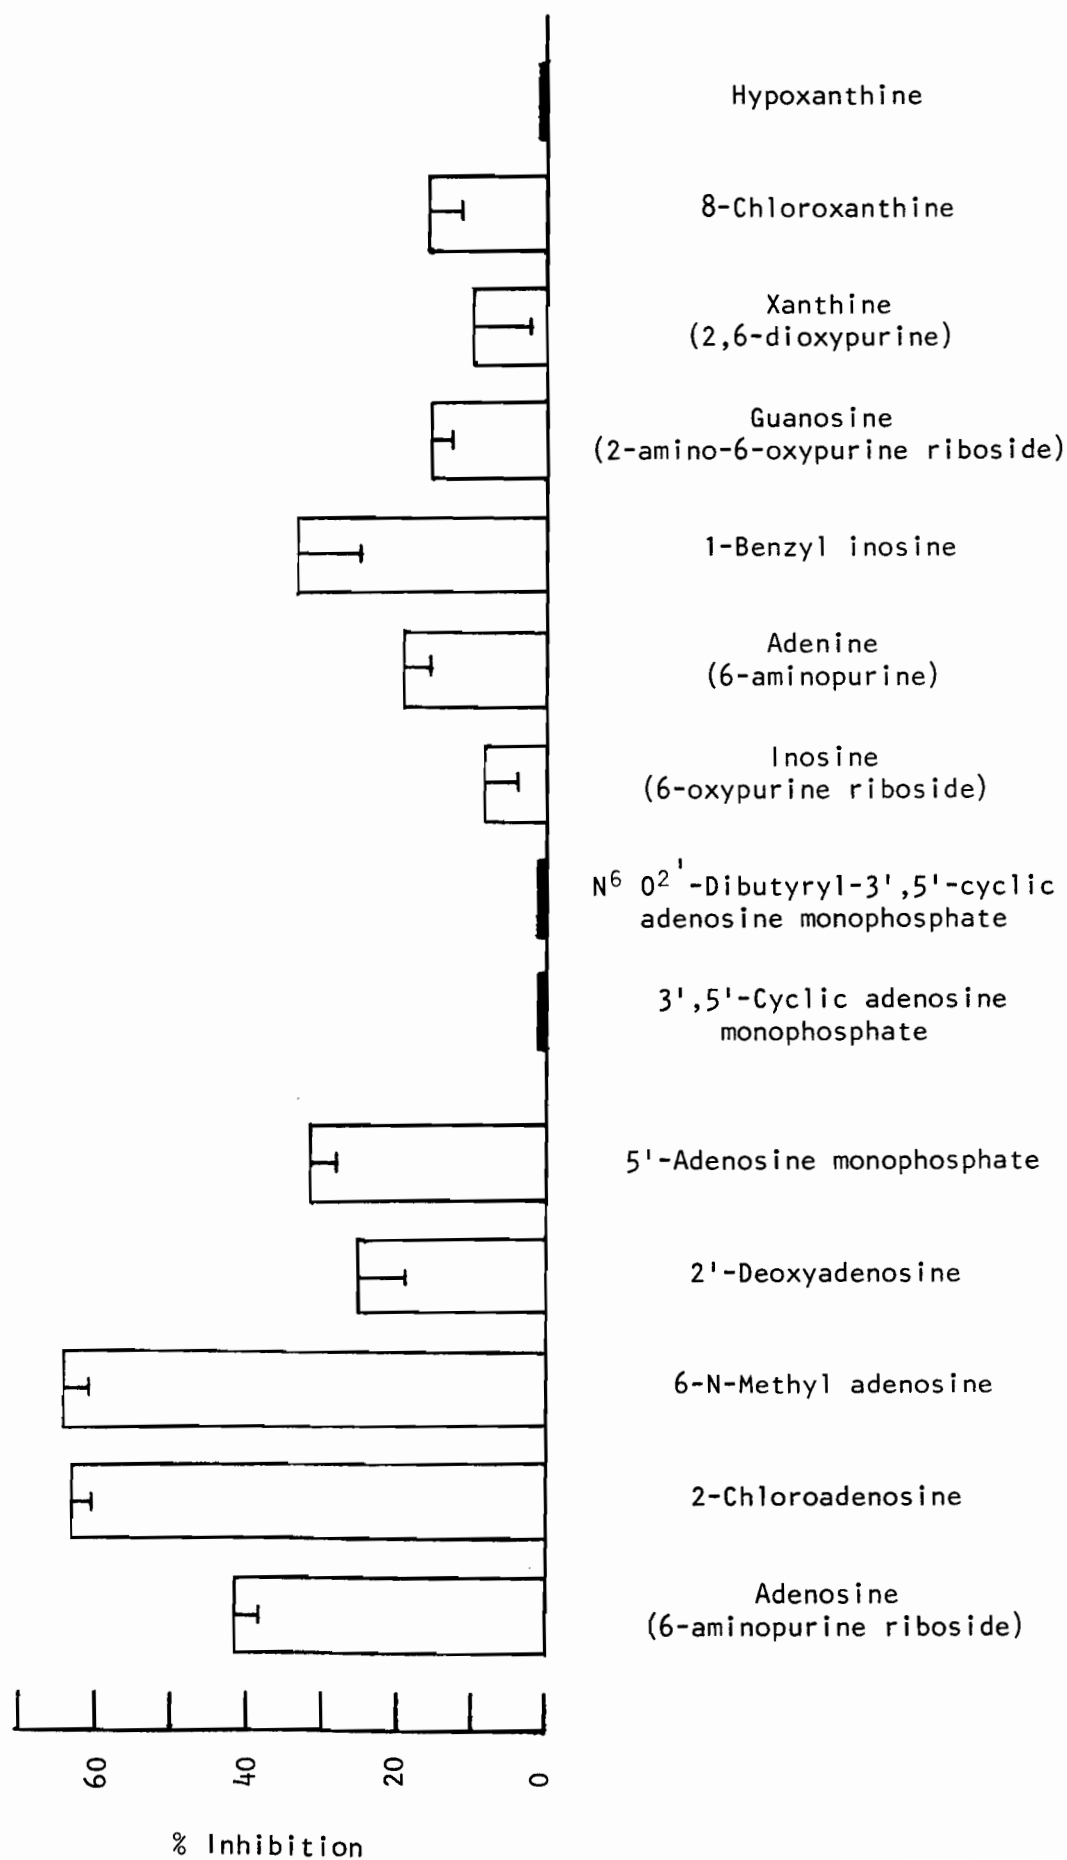 Hypoxanthine
8-Chloroxanthine
Xanthine
(2,6-dioxypurine)
Guanosine
(2-amino-6-oxypurine riboside)
1-Benzyl inosine
Adenine
(6-aminopurine)
Inosine
(6-oxypurine riboside)
N⁶ O²'-Dibutyryl-3',5'-cyclic
adenosine monophosphate
3',5'-Cyclic adenosine
monophosphate
5'-Adenosine monophosphate
2'-Deoxyadenosine
6-N-Methyl adenosine
2-Chloroadenosine
Adenosine
(6-aminopurine riboside)
60 40 20 0
% Inhibition